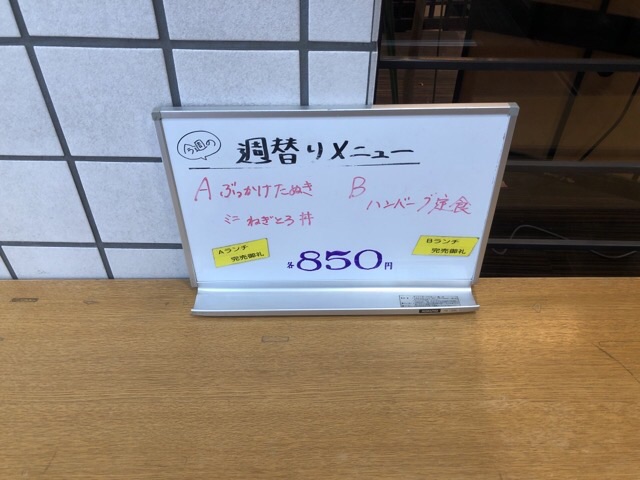 今週の
週替りメニュー
A ぶっかけたぬき
ミニ ねぎとろ丼
B
ハンバーグ定食
Aランチ
完売御礼
Bランチ
完売御礼
各850円